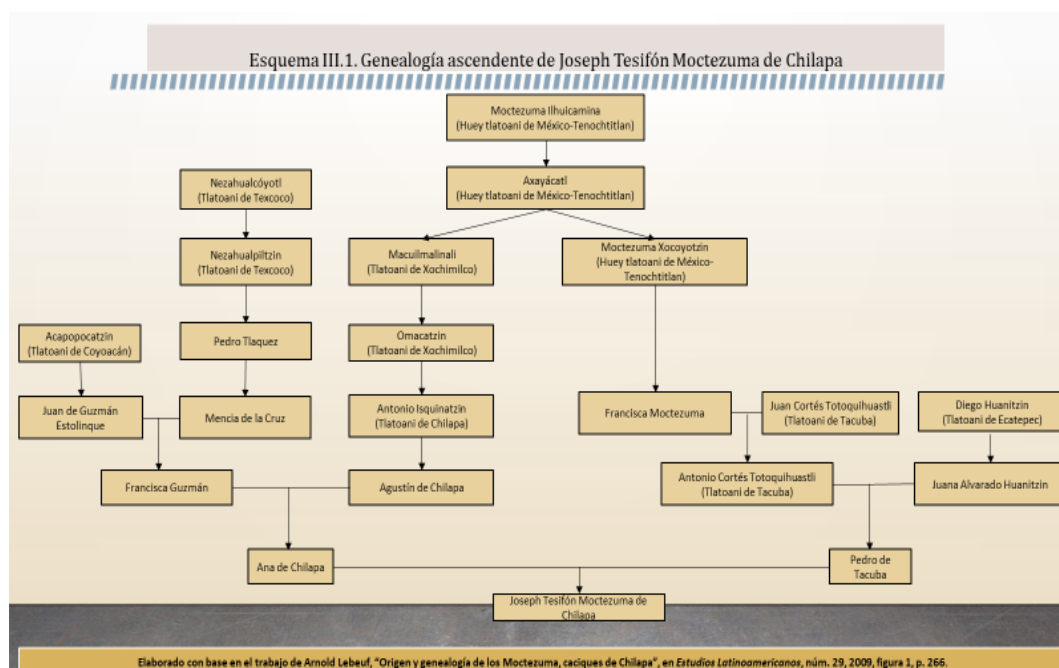 Esquema III.1. Genealogía ascendente de Joseph Tesifón Moctezuma de Chilapa
Moctezuma Ilhuicamina
(Huey tlatoani de México-Tenochtitlan)
Axayácatl
(Huey tlatoani de México-Tenochtitlan)
Nezahualcóyotl
(Tlatoani de Texcoco)
Nezahualpiltzin
(Tlatoani de Texcoco)
Macuilmalinali
(Tlatoani de Xochimilco)
Moctezuma Xocoyotzin
(Huey tlatoani de México-
Tenochtitlan)
Acapopocatzin
(Tlatoani de Coyoacán)
Pedro Tlaquez
Omacatzin
(Tlatoani de Xochimilco)
Juan de Guzmán
Estolinque
Mencia de la Cruz
Antonio Isquinatzin
(Tlatoani de Chilapa)
Francisca Moctezuma
Juan Cortés Totoquihuastli
(Tlatoani de Tacuba)
Diego Huanitzin
(Tlatoani de Ecatepec)
Francisca Guzmán
Agustín de Chilapa
Antonio Cortés Totoquihuastli
(Tlatoani de Tacuba)
Juana Alvarado Huanitzin
Ana de Chilapa
Pedro de
Tacuba
Joseph Tesifón Moctezuma de
Chilapa
Elaborado con base en el trabajo de Arnold Lebeuf, "Origen y genealogía de los Moctezuma, caciques de Chilapa", en Estudios Latinoamericanos, núm. 29, 2009, figura 1, p. 266.